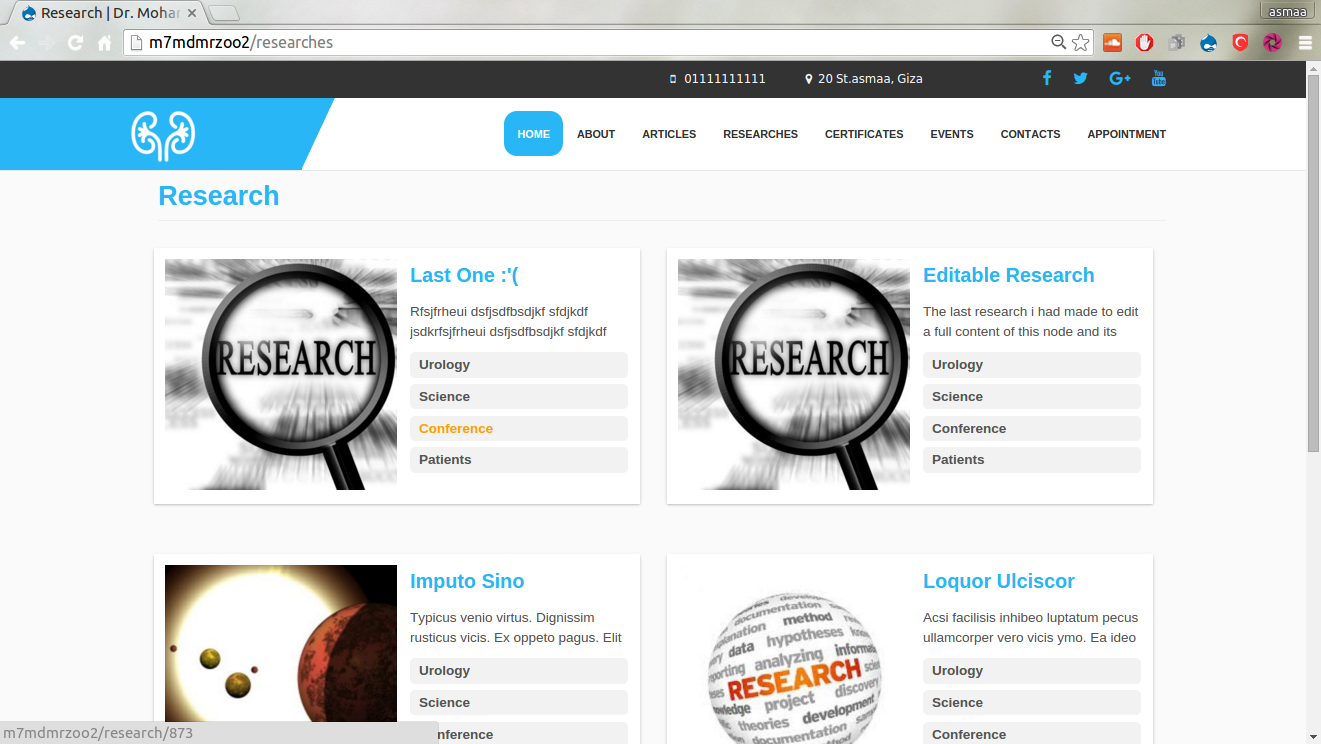 Research | Dr. Mohar
asmaa
m7mdmrzoo2/researches
01111111111
20 St.asmaa, Giza
You
Tube
HOME
ABOUT
ARTICLES
RESEARCHES
CERTIFICATES
EVENTS
CONTACTS
APPOINTMENT
Research
RESEARCH
Last One :'(
Rfsjfrheui dsfjsdfbsdjkf sfdjkdf
jsdkrfsjfrheui dsfjsdfbsdjkf sfdjkdf
Urology
Science
Conference
Patients
RESEARCH
Editable Research
The last research i had made to edit
a full content of this node and its
Urology
Science
Conference
Patients
Imputo Sino
Typicus venio virtus. Dignissim
rusticus vicis. Ex oppeto pagus. Elit
Urology
Science
nference
documentation
method
data hypotheses
reporting analyzing
RESEARCH
project discovery
theories development
documentation
method
Loquor Ulciscor
Acsi facilisis inhibeo luptatum pecus
ullamcorper vero vicis ymo. Ea ideo
Urology
Science
Conference
m7mdmrzoo2/research/873